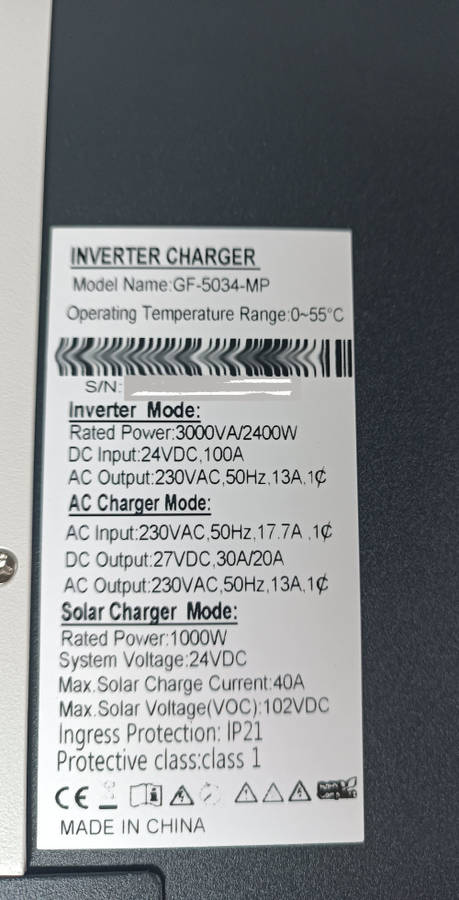 INVERTER CHARGER
Model Name:GF-5034-MP
Operating Temperature Range:0~55°C
S/N:
Inverter Mode:
Rated Power:3000VA/2400W
DC Input:24VDC,100A
AC Output:230VAC,50Hz,13A,1₵
AC Charger Mode:
AC Input:230VAC,50Hz,17.7A ,1₵
DC Output:27VDC,30A/20A
AC Output:230VAC,50Hz,13A,1₵
Solar Charger Mode:
Rated Power:1000W
System Voltage:24VDC
Max.Solar Charge Current:40A
Max.Solar Voltage(VOC):102VDC
Ingress Protection: IP21
Protective class:class 1
CE
MADE IN CHINA